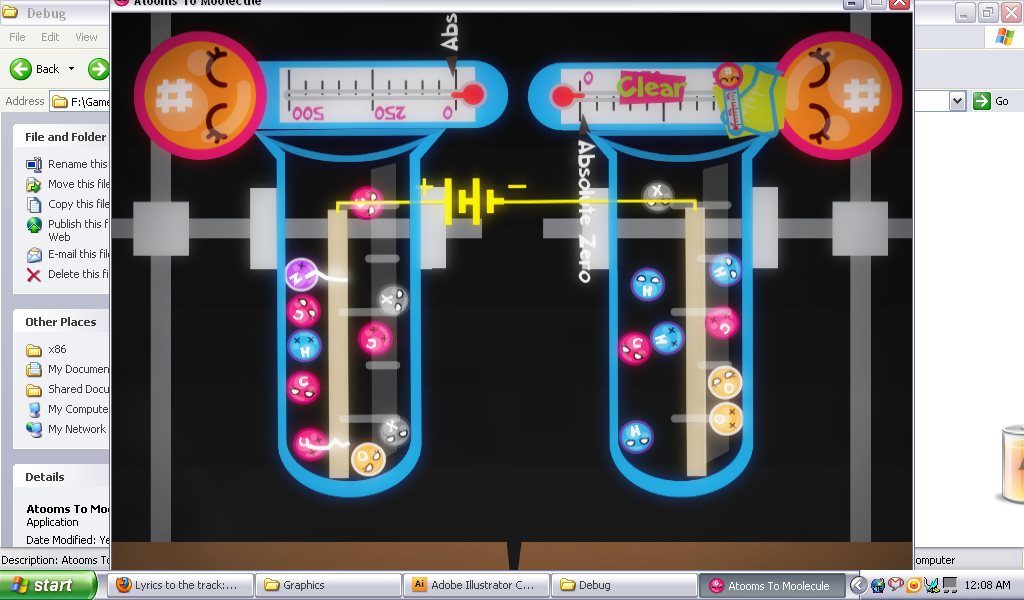 Debug
Atooms To Moolecule
File Edit View
Back
Address F:\Game
Go
File and Folder
Rename this
Move this file
Copy this file
Publish this f
Web
E-mail this fi
Delete this fi
Other Places
x86
My Documen
Shared Docu
My Compute
My Network
Details
Atooms To Mo
Application
Date Modified: Ye
Description: Atooms To
omputer
#
500
250
0
Abs
0
Clear
#
Absolute Zero
+
−
C
X
N
C
X
H
C
C
C
X
O
X
H
H
C
H
C
O
O
H
start
Lyrics to the track:...
Graphics
Ai Adobe Illustrator C...
Debug
Atooms To Moolecule
12:08 AM